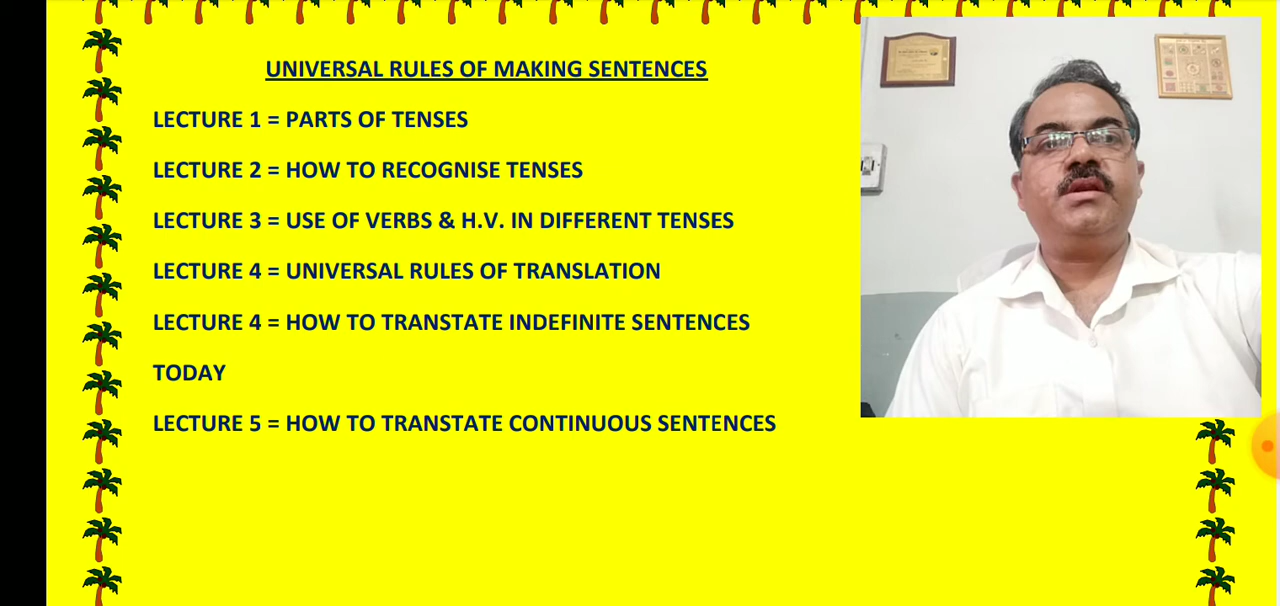 UNIVERSAL RULES OF MAKING SENTENCES
LECTURE 1 = PARTS OF TENSES
LECTURE 2 = HOW TO RECOGNISE TENSES
LECTURE 3 = USE OF VERBS & H.V. IN DIFFERENT TENSES
LECTURE 4 = UNIVERSAL RULES OF TRANSLATION
LECTURE 4 = HOW TO TRANSTATE INDEFINITE SENTENCES
TODAY
LECTURE 5 = HOW TO TRANSTATE CONTINUOUS SENTENCES